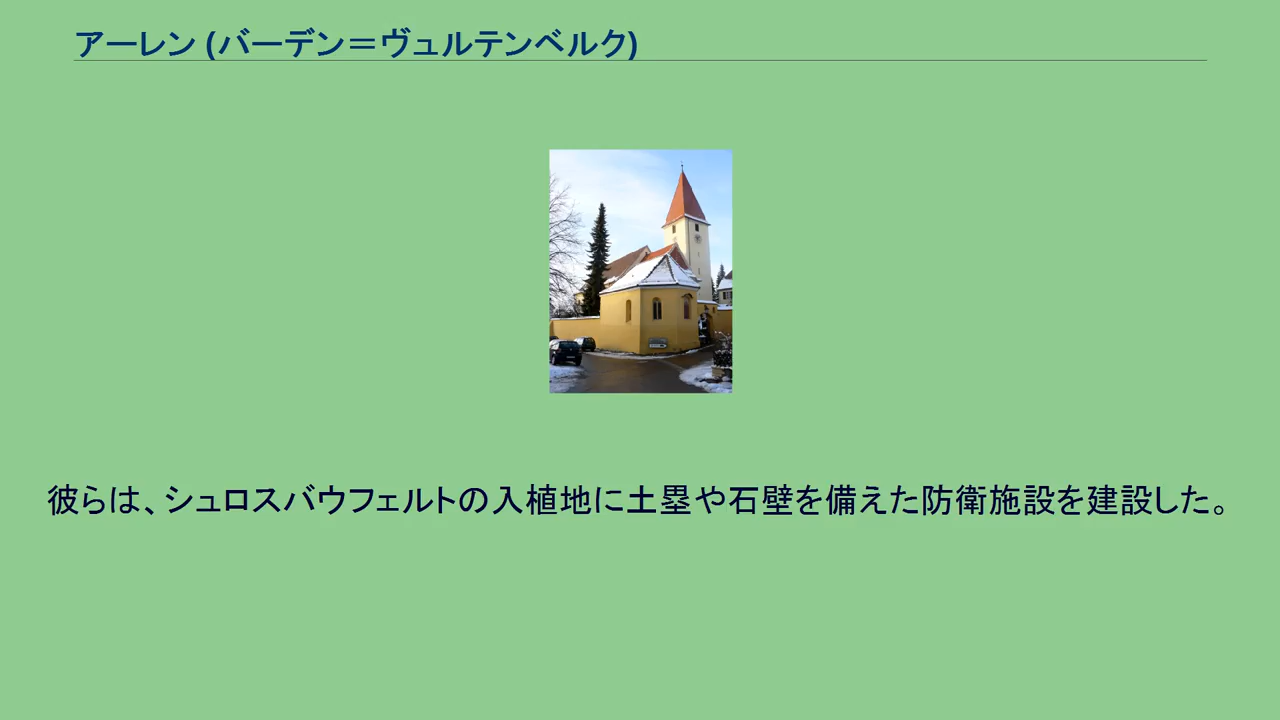 アーレン (バーデン＝ヴュルテンベルク)
彼らは、シュロスバウフェルトの入植地に土塁や石壁を備えた防衛施設を建設した。